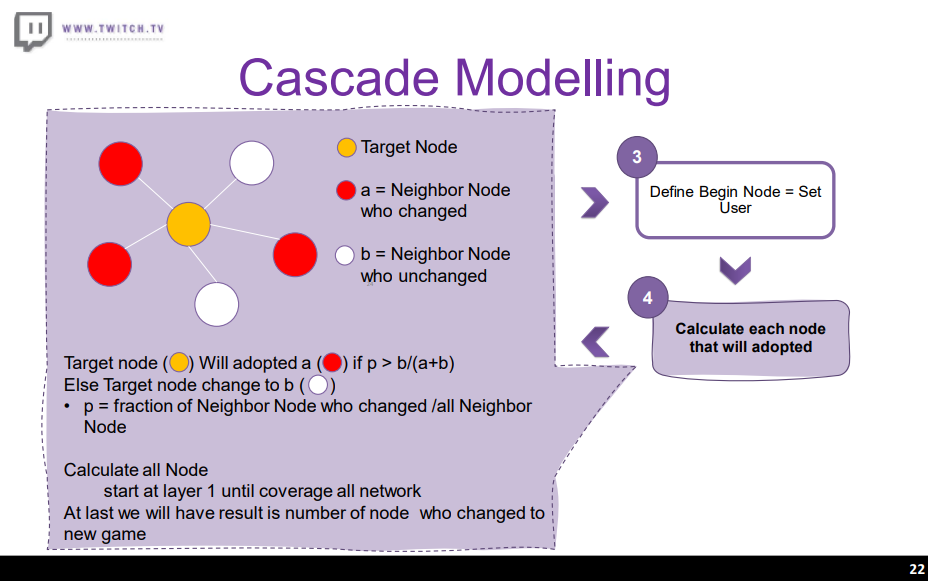 WWW.TWITCH.TV
Cascade Modelling
Target Node
a = Neighbor Node
who changed
b = Neighbor Node
who unchanged
Target node ( ) Will adopted a ( ) if p > b/(a+b)
Else Target node change to b ( )
• p = fraction of Neighbor Node who changed /all Neighbor
Node
Calculate all Node
start at layer 1 until coverage all network
At last we will have result is number of node who changed to
new game
3
Define Begin Node = Set
User
4
Calculate each node
that will adopted
22